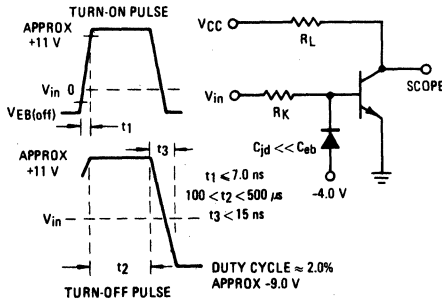 TURN-ON PULSE
APPROX
+11 V
Vin 0
VEB(off)
t1
t3
APPROX
+11 V
Vin
t2
TURN-OFF PULSE
t1 ≤ 7.0 ns
100 < t2 < 500 µs
t3 < 15 ns
DUTY CYCLE ≈ 2.0%
APPROX -9.0 V
VCC
RL
SCOPE
Vin
RK
Cjd << Ceb
-4.0 V